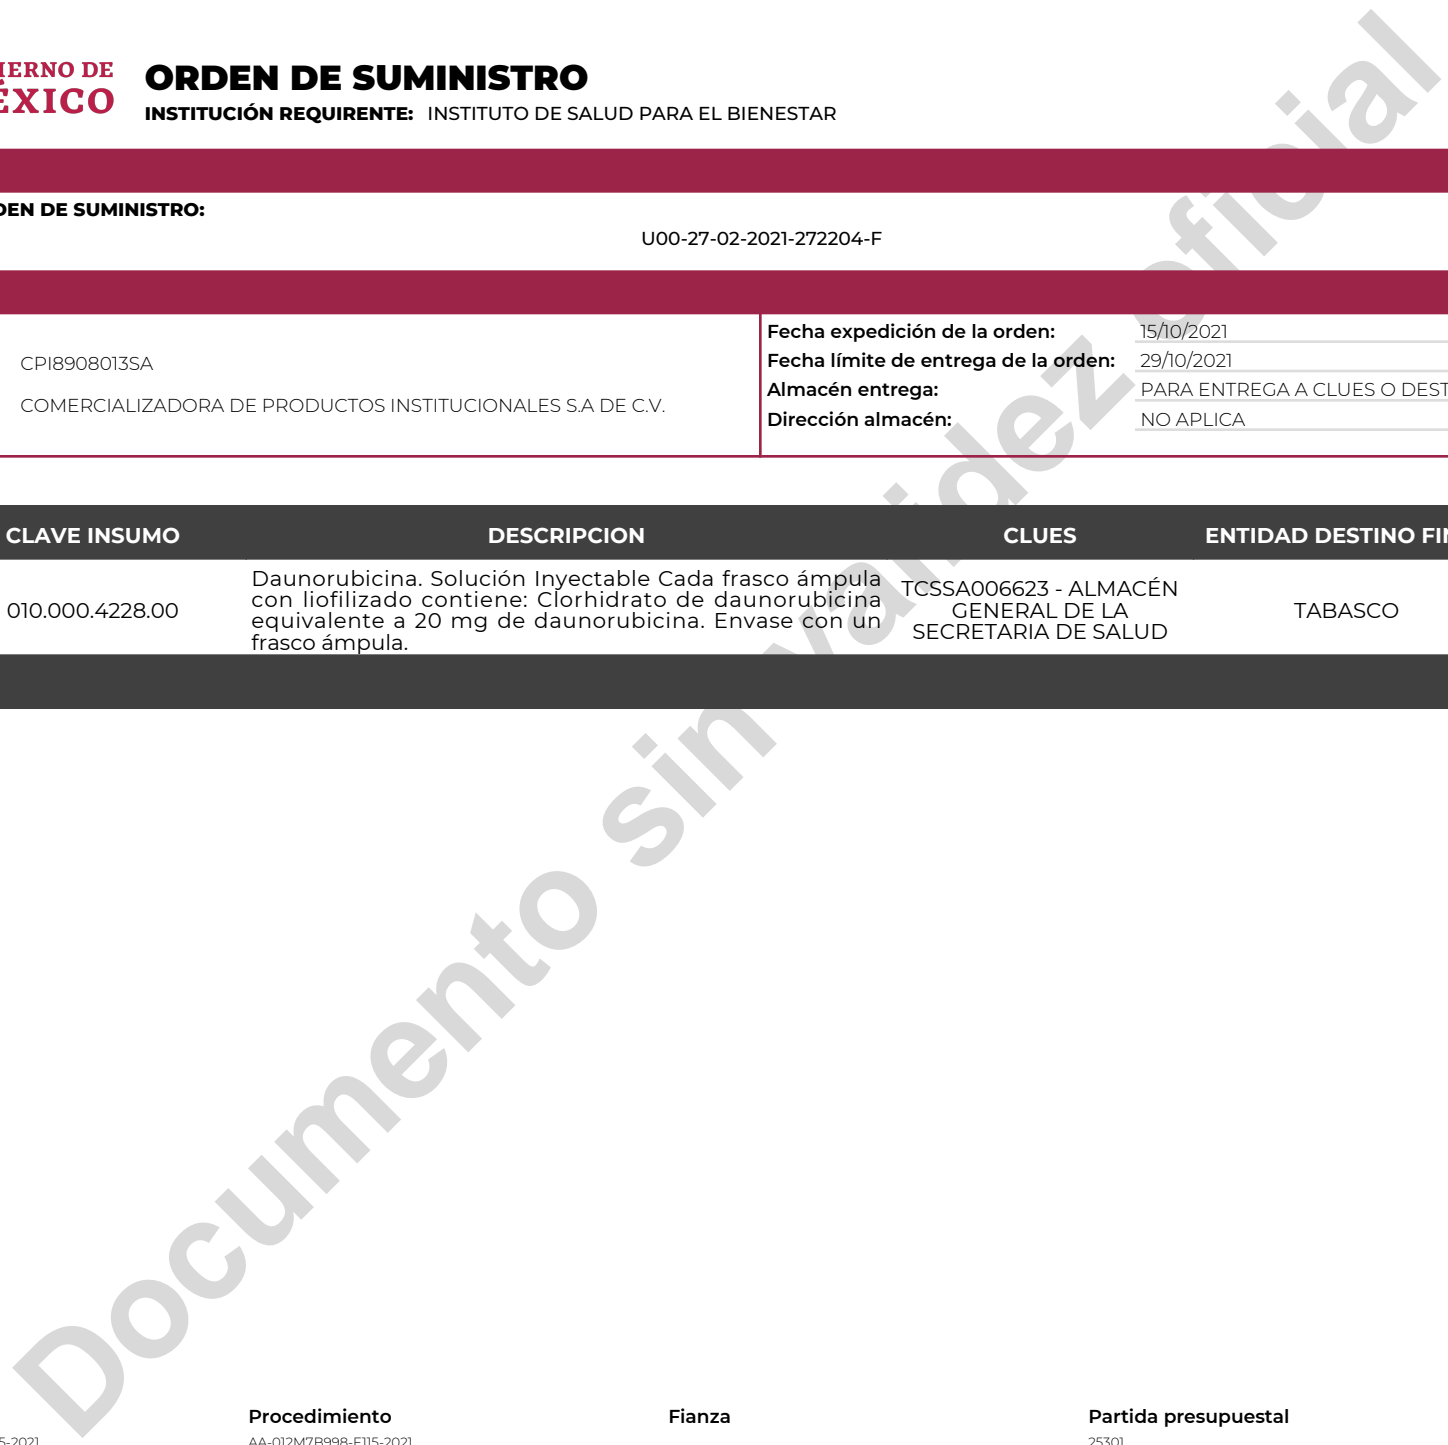 IERNO DE
ÉXICO
ORDEN DE SUMINISTRO
INSTITUCIÓN REQUIRENTE: INSTITUTO DE SALUD PARA EL BIENESTAR
DEN DE SUMINISTRO:
U00-27-02-2021-272204-F
CPI8908013SA
COMERCIALIZADORA DE PRODUCTOS INSTITUCIONALES S.A DE C.V.
Fecha expedición de la orden: 15/10/2021
Fecha límite de entrega de la orden: 29/10/2021
Almacén entrega: PARA ENTREGA A CLUES O DEST
Dirección almacén: NO APLICA
CLAVE INSUMO DESCRIPCION CLUES ENTIDAD DESTINO FIN
010.000.4228.00
Daunorubicina. Solución Inyectable Cada frasco ámpula
con liofilizado contiene: Clorhidrato de daunorubicina
equivalente a 20 mg de daunorubicina. Envase con un
frasco ámpula.
TCSSA006623 - ALMACÉN
GENERAL DE LA
SECRETARIA DE SALUD
TABASCO
Documento sin validez oficial
Procedimiento Fianza Partida presupuestal
5-2021 AA-012M7B998-E115-2021 25301